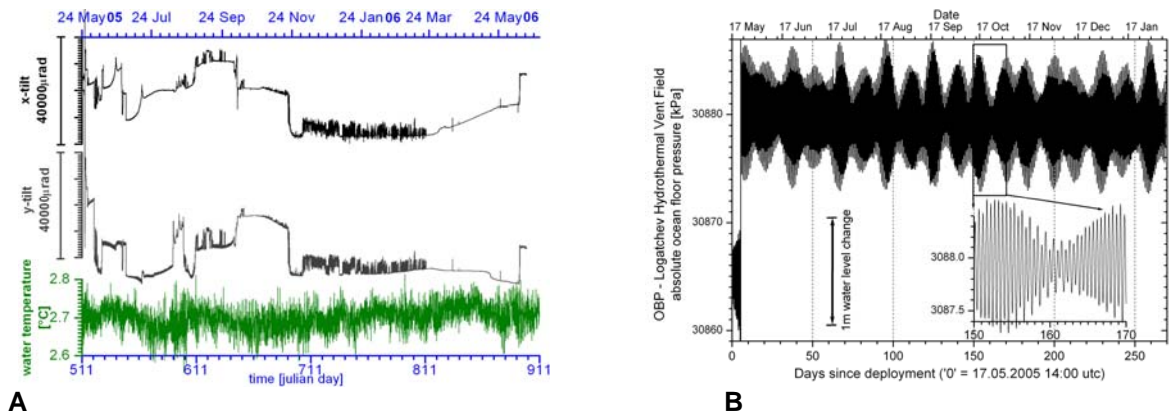 24 May05 24 Jul 24 Sep 24 Nov 24 Jan06 24 Mar 24 May06
x-tilt
40000µrad
y-tilt
40000µrad
water temperature
[°C]
2.8
2.7
2.6
511 611 711 811 911
time [julian day]
A
Date
17 May 17 Jun 17 Jul 17 Aug 17 Sep 17 Oct 17 Nov 17 Dec 17 Jan
OBP - Logatchev Hydrothermal Vent Field
absolute ocean floor pressure [kPa]
30880
30870
30860
1m water level change
3088.0
3087.5
150 160 170
0 50 100 150 200 250
Days since deployment ('0' = 17.05.2005 14:00 utc)
B